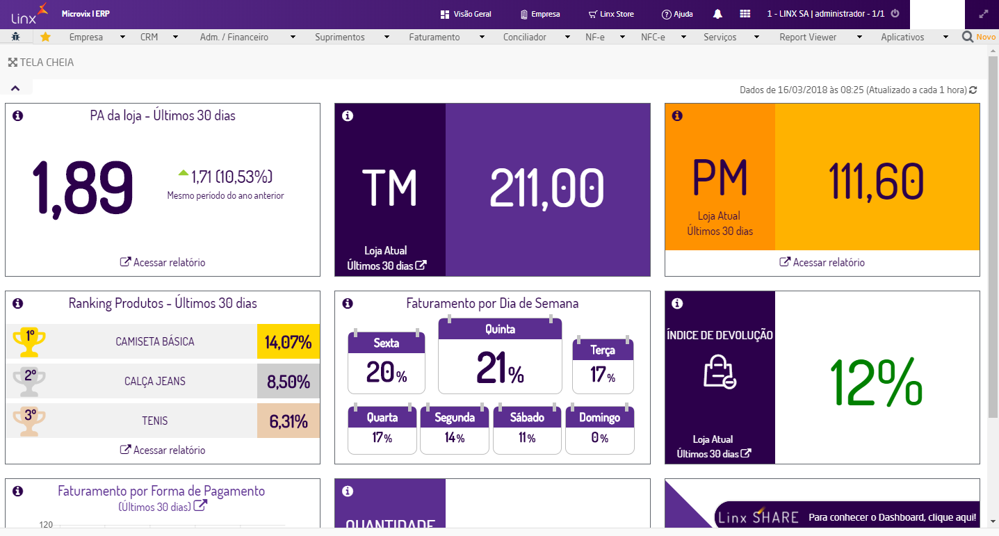 Linx
Microvix | ERP
Visão Geral
Empresa
Linx Store
Ajuda
1 - LINX SA | administrador - 1/1
Empresa
CRM
Adm. / Financeiro
Suprimentos
Faturamento
Conciliador
NF-e
NFC-e
Serviços
Report Viewer
Aplicativos
Novo
TELA CHEIA
Dados de 16/03/2018 às 08:25 (Atualizado a cada 1 hora)
PA da loja - Últimos 30 dias
1,89
1,71 (10,53%)
Mesmo período do ano anterior
Acessar relatório
TM
Loja Atual
Últimos 30 dias
211,00
PM
Loja Atual
Últimos 30 dias
111,60
Acessar relatório
Ranking Produtos - Últimos 30 dias
1º CAMISETA BÁSICA 14,07%
2º CALÇA JEANS 8,50%
3º TENIS 6,31%
Acessar relatório
Faturamento por Dia de Semana
Sexta
20%
Quinta
21%
Terça
17%
Quarta
17%
Segunda
14%
Sábado
11%
Domingo
0%
ÍNDICE DE DEVOLUÇÃO
Loja Atual
Últimos 30 dias
12%
Faturamento por Forma de Pagamento
(Últimos 30 dias)
120
QUANTIDADE
Linx SHARE
Para conhecer o Dashboard, clique aqui!